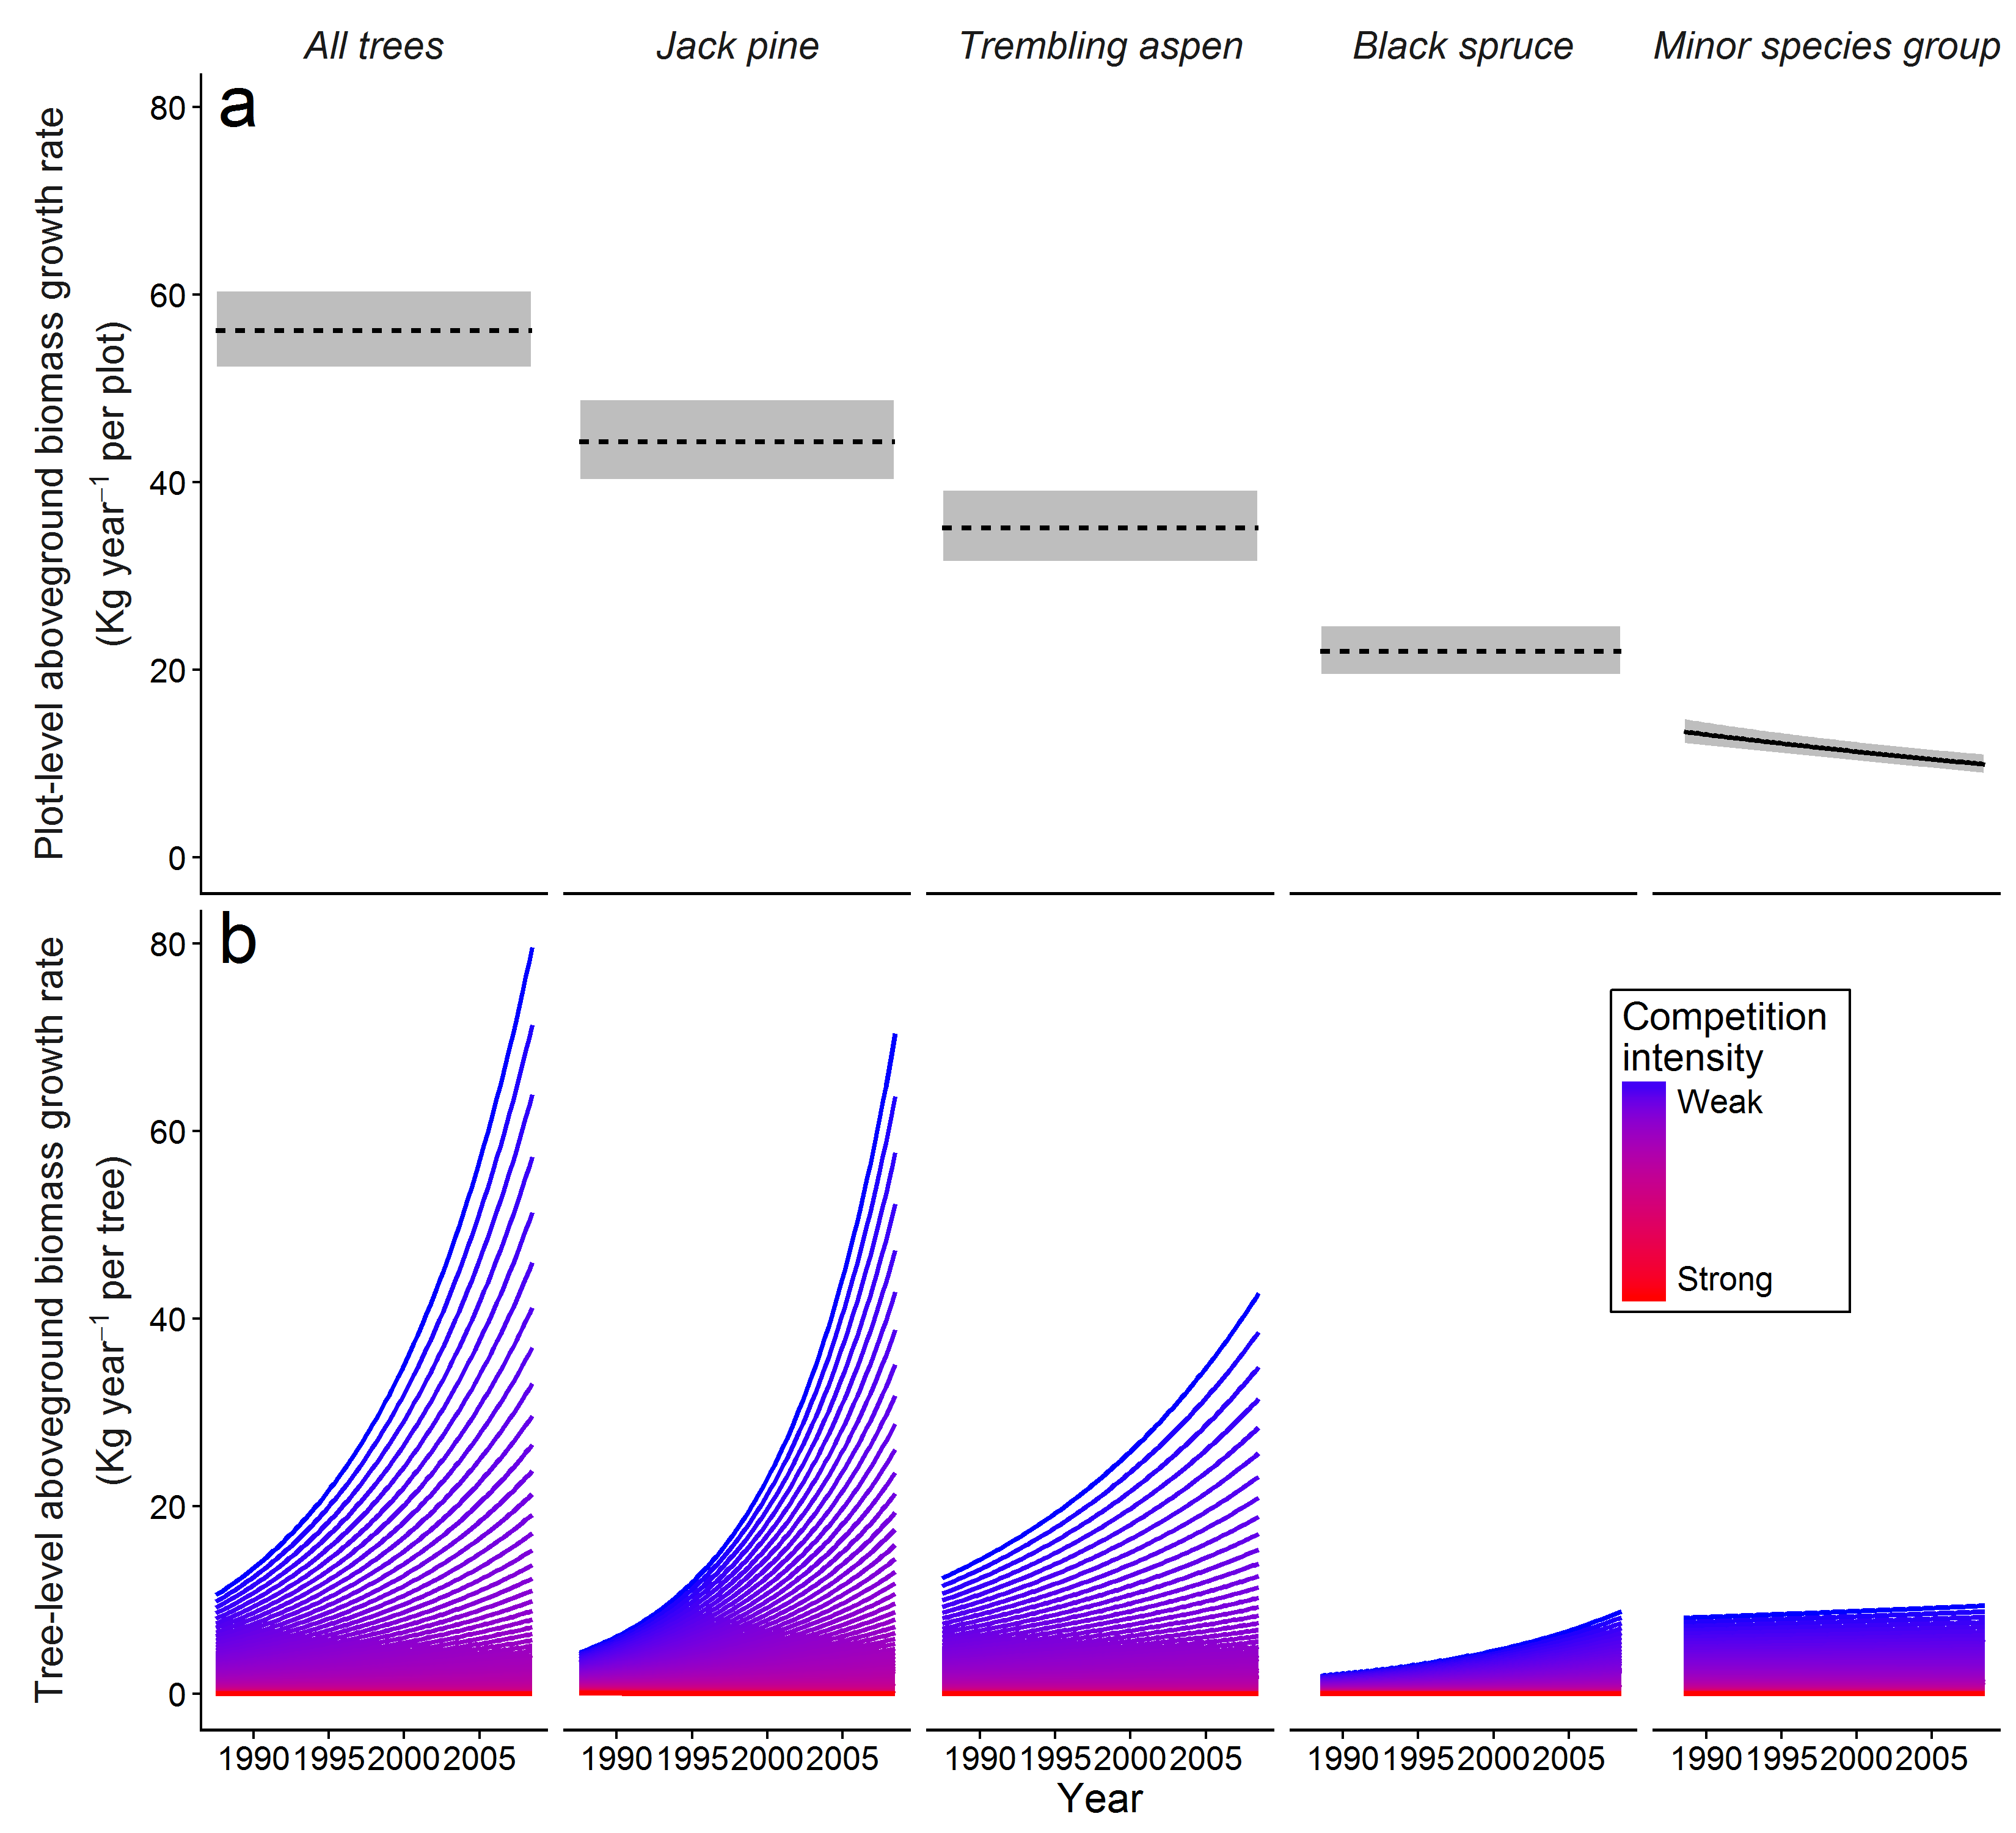 All trees
Jack pine
Trembling aspen
Black spruce
Minor species group
a
Plot-level aboveground biomass growth rate
(Kg year⁻¹ per plot)
80
60
40
20
0
b
Tree-level aboveground biomass growth rate
(Kg year⁻¹ per tree)
80
60
40
20
0
Competition
intensity
Weak
Strong
1990 1995 2000 2005
1990 1995 2000 2005
1990 1995 2000 2005
1990 1995 2000 2005
1990 1995 2000 2005
Year